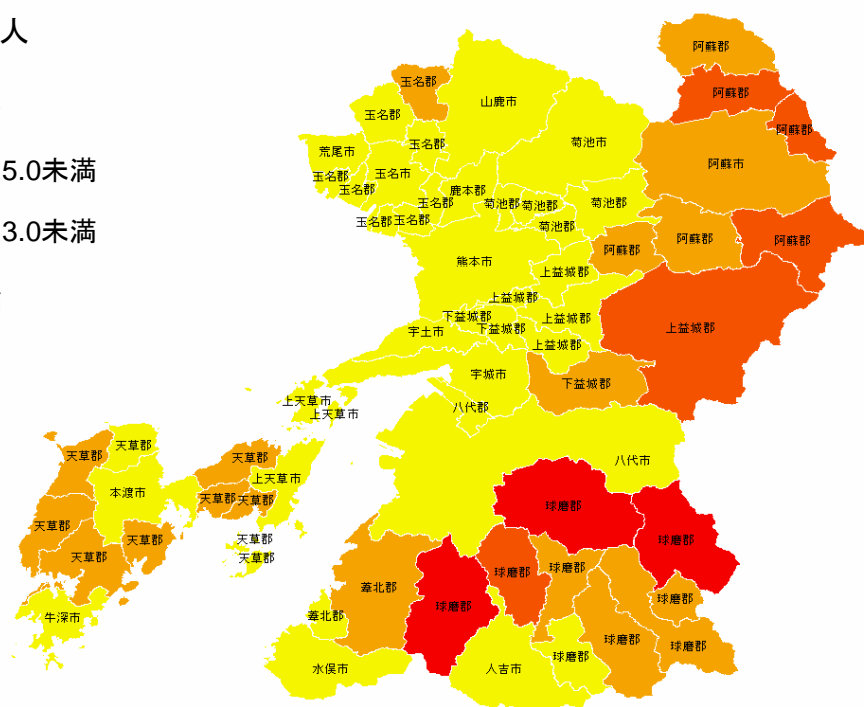 人
5.0未満
3.0未満
阿蘇郡
阿蘇郡
阿蘇郡
阿蘇市
阿蘇郡
阿蘇郡
阿蘇郡
玉名郡
山鹿市
玉名郡
玉名郡
菊池市
荒尾市
玉名郡
玉名市
玉名郡
鹿本郡
玉名郡
菊池郡
菊池郡
菊池郡
玉名郡
玉名郡
菊池郡
熊本市
上益城郡
上益城郡
下益城郡
下益城郡
上益城郡
上益城郡
上益城郡
宇土市
宇城市
下益城郡
八代郡
上天草市
上天草市
八代市
天草郡
天草郡
天草郡
上天草市
本渡市
天草郡
天草郡
天草郡
天草郡
天草郡
天草郡
天草郡
牛深市
球磨郡
球磨郡
球磨郡
球磨郡
球磨郡
葦北郡
球磨郡
葦北郡
球磨郡
球磨郡
球磨郡
水俣市
人吉市